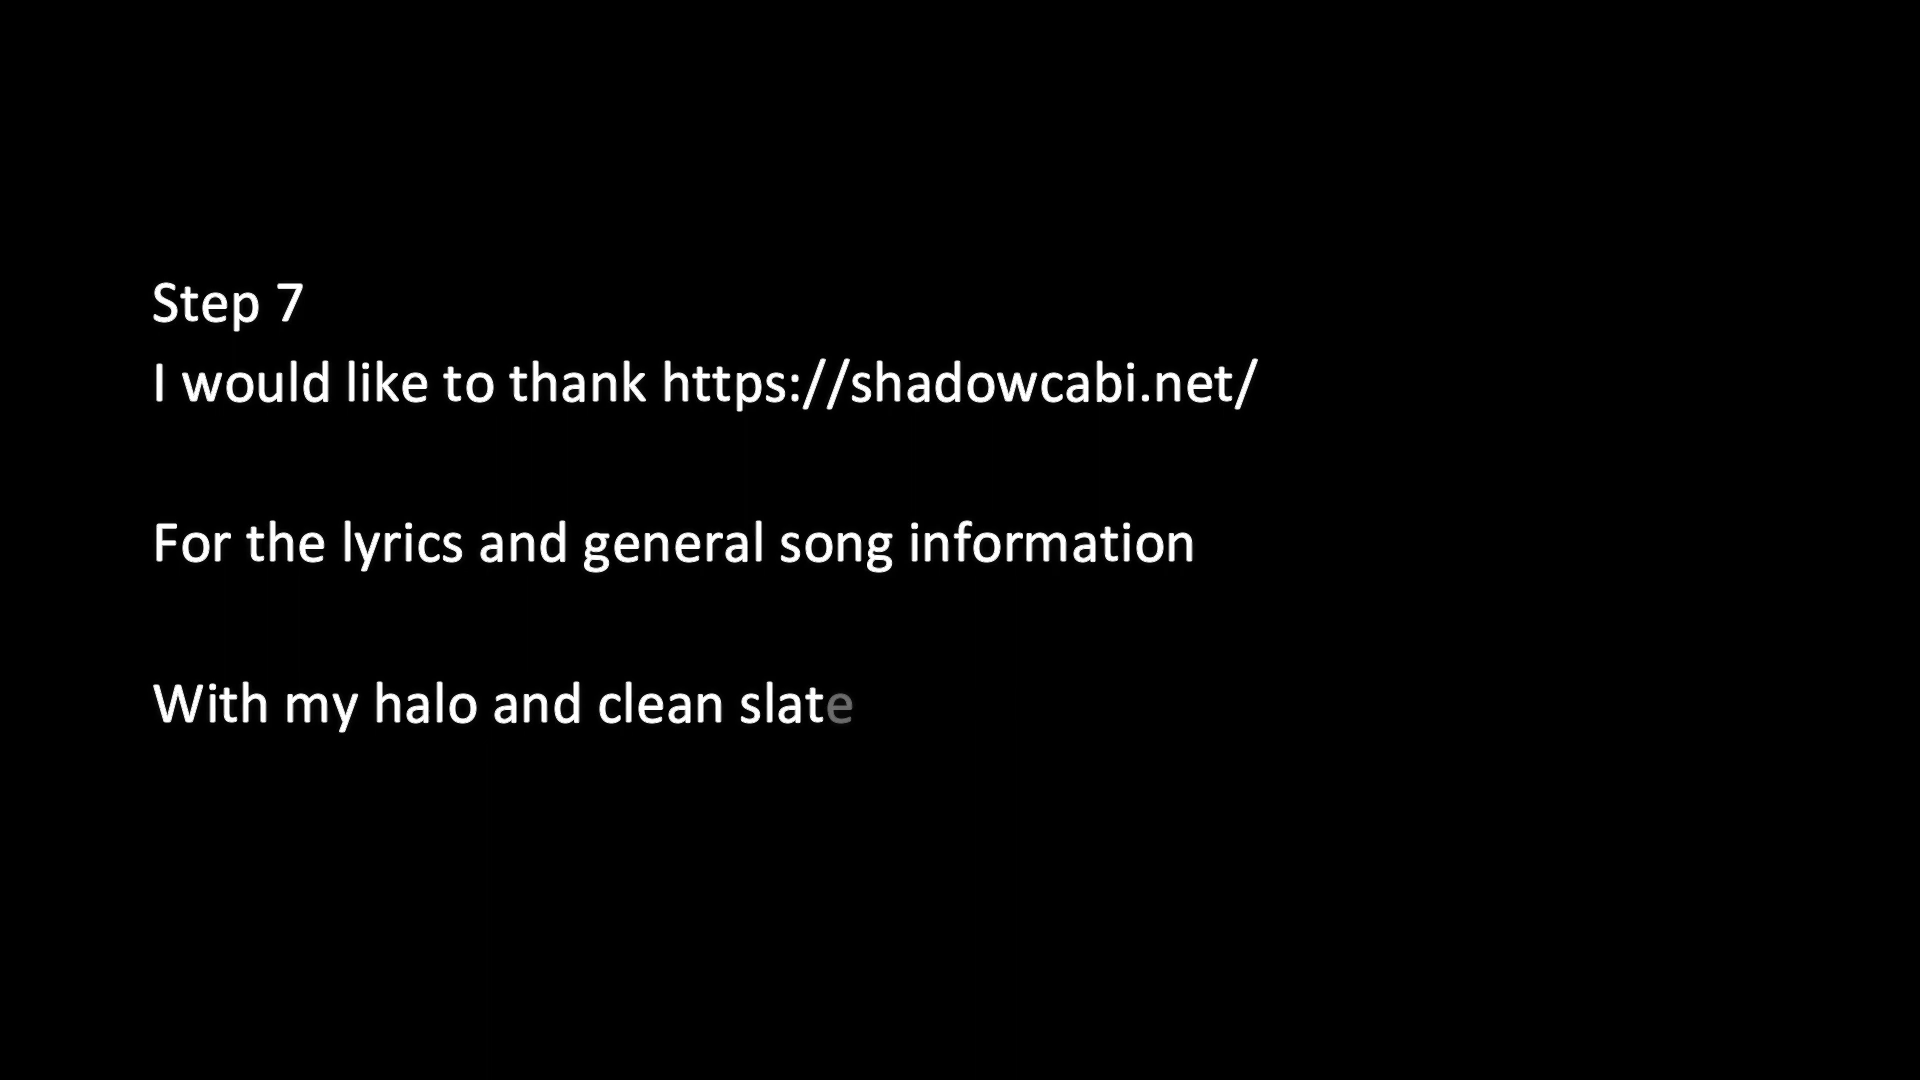 Step 7
I would like to thank https://shadowcabi.net/
For the lyrics and general song information
With my halo and clean slate